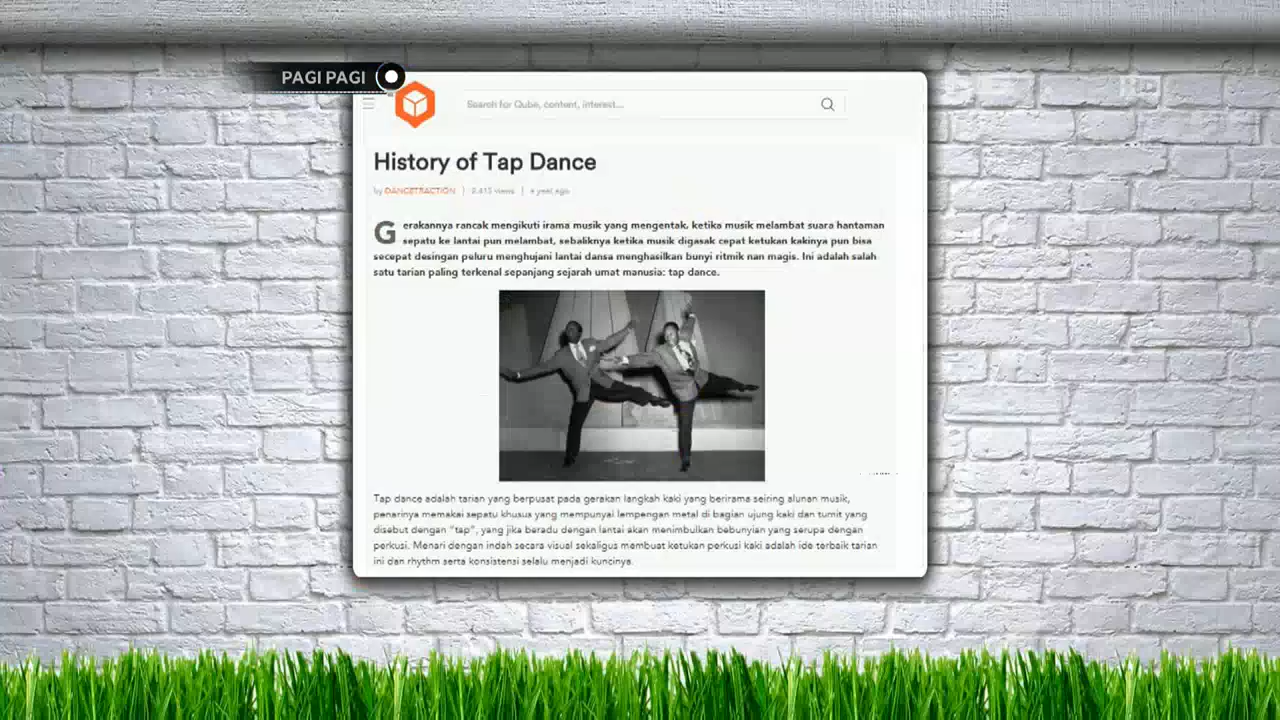 PAGI PAGI
Search for Qube, content, interest...
History of Tap Dance
by DANCETRACTION | 2.415 views | a year ago
Gerakannya rancak mengikuti irama musik yang mengentak, ketika musik melambat suara hantaman
sepatu ke lantai pun melambat, sebaliknya ketika musik digasak cepat ketukan kakinya pun bisa
secepat desingan peluru menghujani lantai dansa menghasilkan bunyi ritmik nan magis. Ini adalah salah
satu tarian paling terkenal sepanjang sejarah umat manusia: tap dance.
Tap dance adalah tarian yang berpusat pada gerakan langkah kaki yang berirama seiring alunan musik,
penarinya memakai sepatu khusus yang mempunyai lempengan metal di bagian ujung kaki dan tumit yang
disebut dengan "tap", yang jika beradu dengan lantai akan menimbulkan bebunyian yang serupa dengan
perkusi. Menari dengan indah secara visual sekaligus membuat ketukan perkusi kaki adalah ide terbaik tarian
ini dan rhythm serta konsistensi selalu menjadi kuncinya.